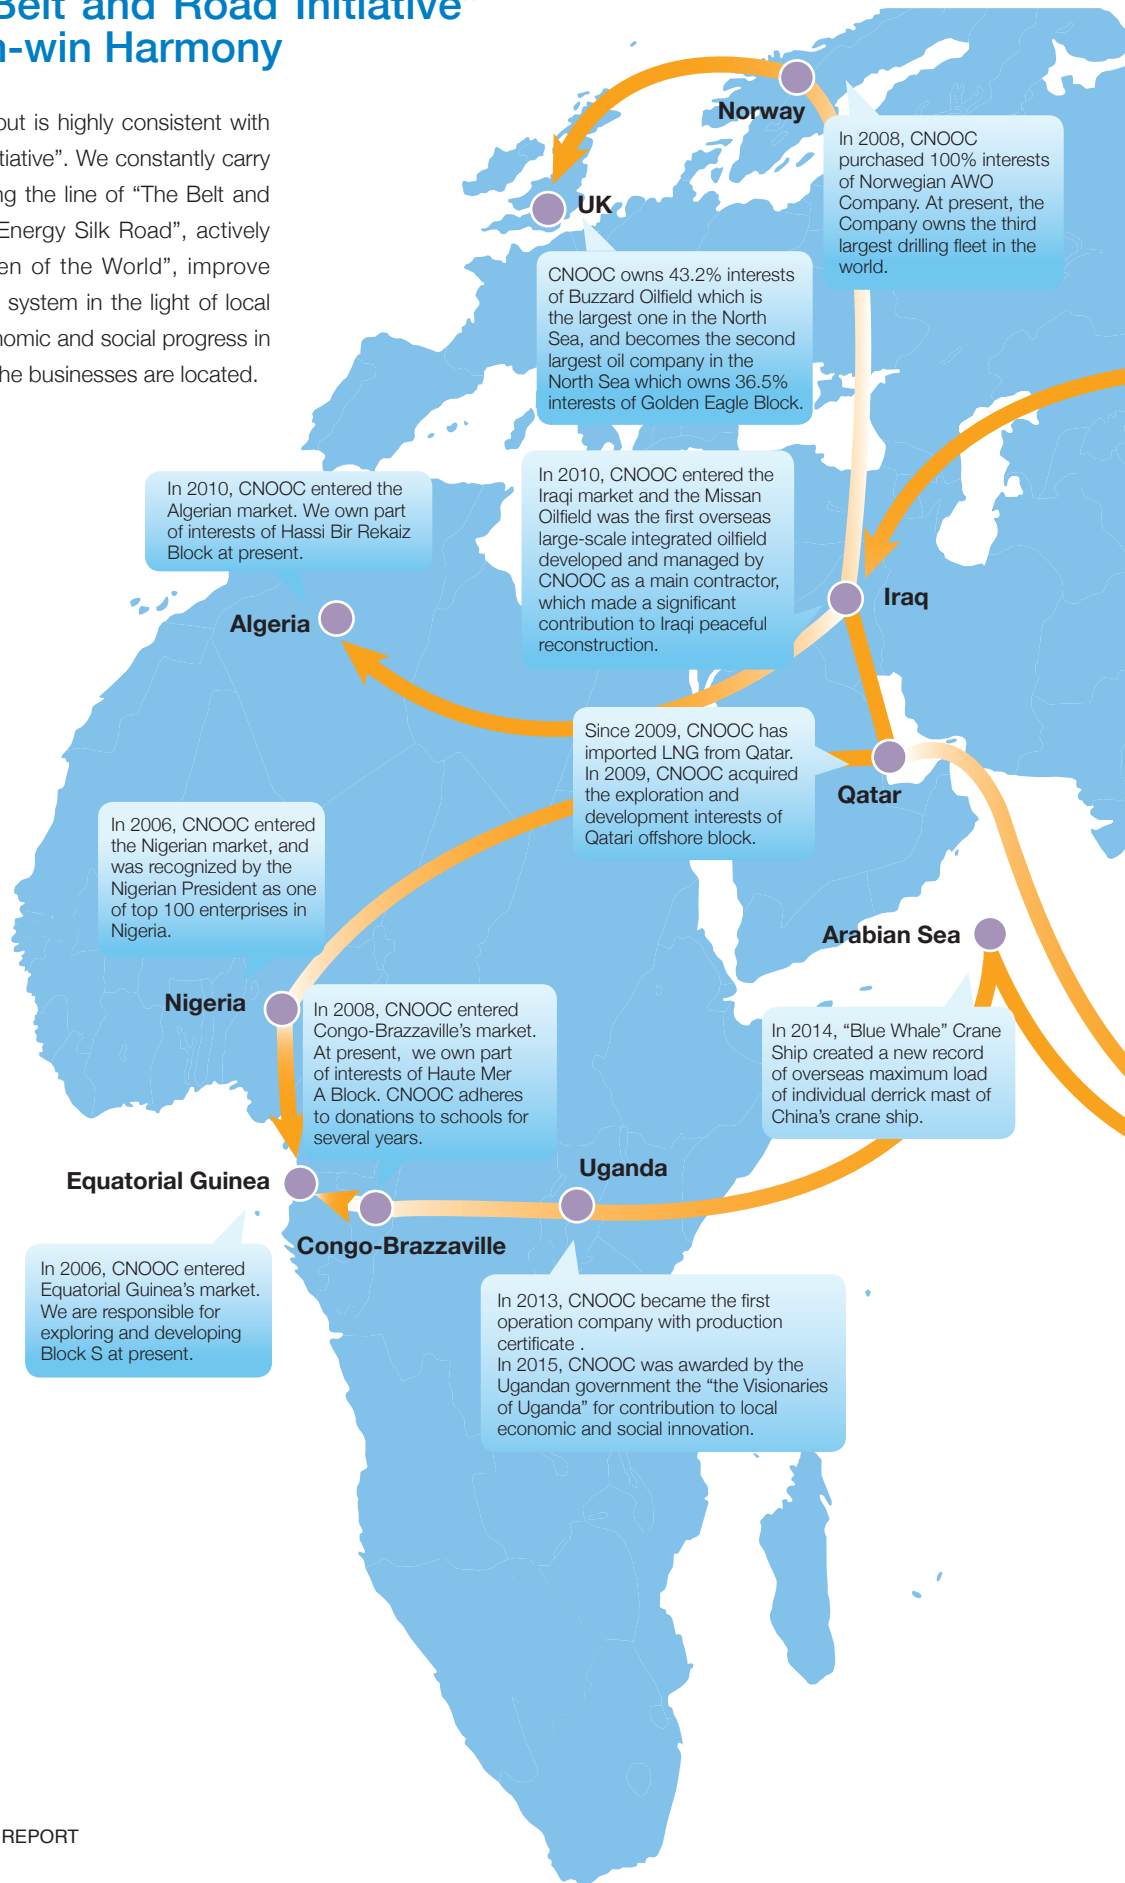 Belt and Road Initiative"
n-win Harmony
out is highly consistent with
itiative". We constantly carry
ng the line of "The Belt and
Energy Silk Road", actively
en of the World", improve
system in the light of local
nomic and social progress in
he businesses are located.
Norway
In 2008, CNOOC
purchased 100% interests
of Norwegian AWO
Company. At present, the
Company owns the third
largest drilling fleet in the
world.
UK
CNOOC owns 43.2% interests
of Buzzard Oilfield which is
the largest one in the North
Sea, and becomes the second
largest oil company in the
North Sea which owns 36.5%
interests of Golden Eagle Block.
In 2010, CNOOC entered the
Algerian market. We own part
of interests of Hassi Bir Rekaiz
Block at present.
Algeria
In 2010, CNOOC entered the
Iraqi market and the Missan
Oilfield was the first overseas
large-scale integrated oilfield
developed and managed by
CNOOC as a main contractor,
which made a significant
contribution to Iraqi peaceful
reconstruction.
Iraq
Since 2009, CNOOC has
imported LNG from Qatar.
In 2009, CNOOC acquired
the exploration and
development interests of
Qatari offshore block.
Qatar
In 2006, CNOOC entered
the Nigerian market, and
was recognized by the
Nigerian President as one
of top 100 enterprises in
Nigeria.
Nigeria
Arabian Sea
In 2008, CNOOC entered
Congo-Brazzaville's market.
At present, we own part
of interests of Haute Mer
A Block. CNOOC adheres
to donations to schools for
several years.
In 2014, "Blue Whale" Crane
Ship created a new record
of overseas maximum load
of individual derrick mast of
China's crane ship.
Equatorial Guinea
Uganda
Congo-Brazzaville
In 2006, CNOOC entered
Equatorial Guinea's market.
We are responsible for
exploring and developing
Block S at present.
In 2013, CNOOC became the first
operation company with production
certificate .
In 2015, CNOOC was awarded by the
Ugandan government the "the Visionaries
of Uganda" for contribution to local
economic and social innovation.
REPORT